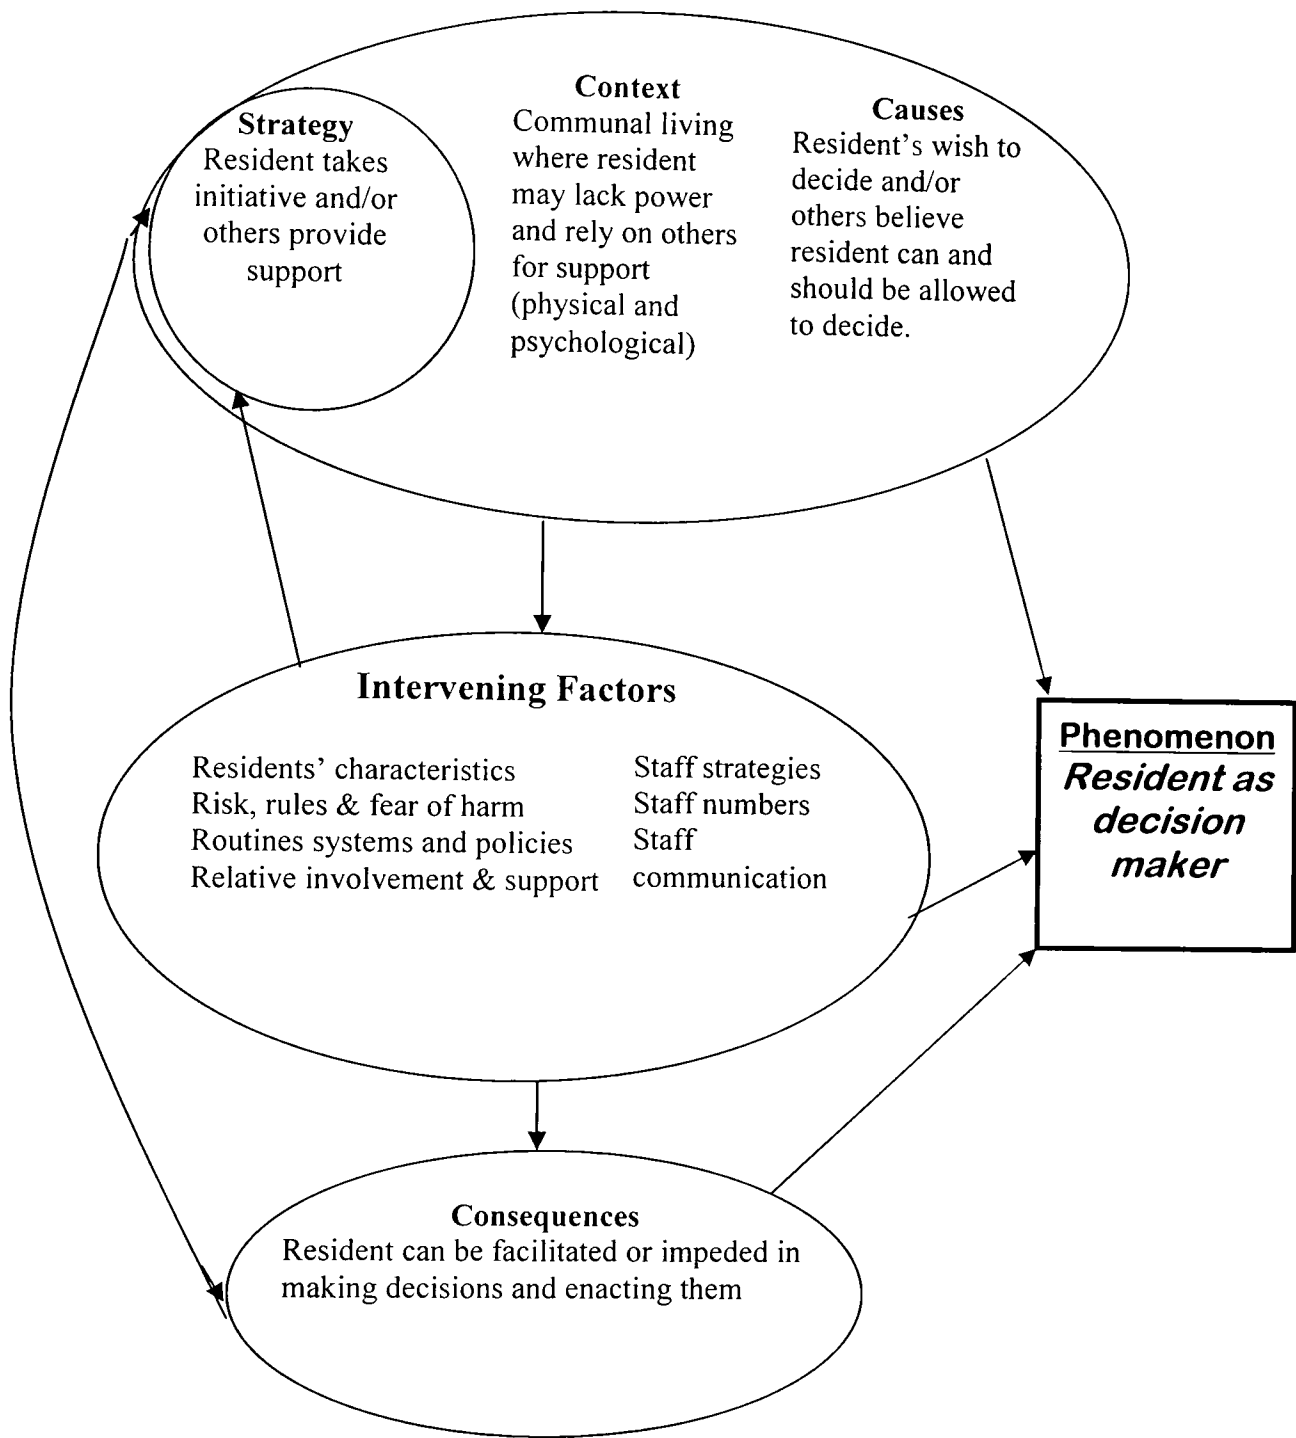 Strategy
Resident takes
initiative and/or
others provide
support
Context
Communal living
where resident
may lack power
and rely on others
for support
(physical and
psychological)
Causes
Resident's wish to
decide and/or
others believe
resident can and
should be allowed
to decide.
Intervening Factors
Residents' characteristics
Risk, rules & fear of harm
Routines systems and policies
Relative involvement & support
Staff strategies
Staff numbers
Staff
communication
Phenomenon
Resident as
decision
maker
Consequences
Resident can be facilitated or impeded in
making decisions and enacting them